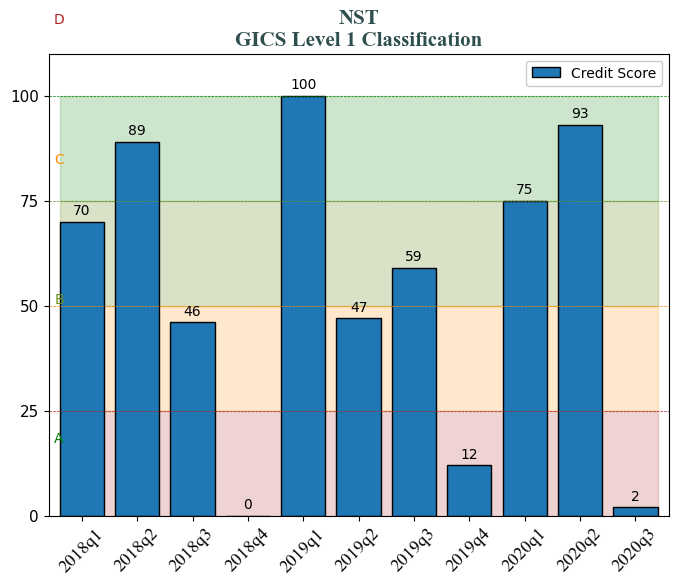 D
NST
GICS Level 1 Classification
Credit Score
100
100
93
89
C
75
75
70
59
B
50
47
46
A
25
12
2
0
0
2018q1
2018q2
2018q3
2018q4
2019q1
2019q2
2019q3
2019q4
2020q1
2020q2
2020q3